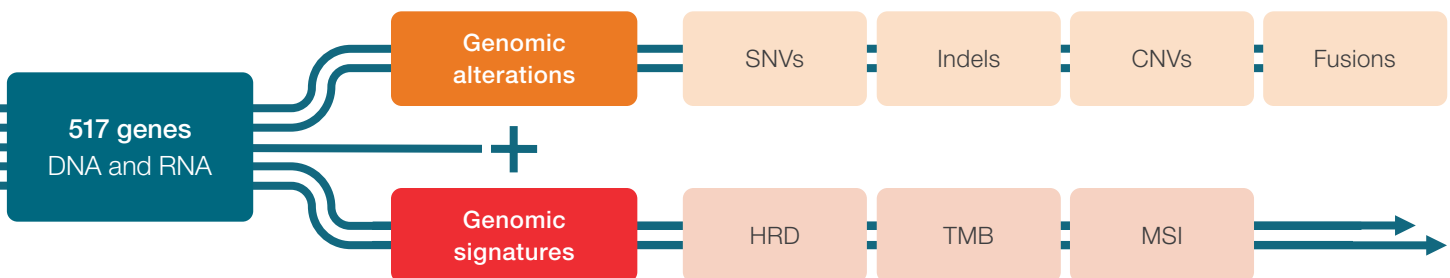 517 genes
DNA and RNA
Genomic
alterations
SNVs
Indels
CNVs
Fusions
+
Genomic
signatures
HRD
TMB
MSI